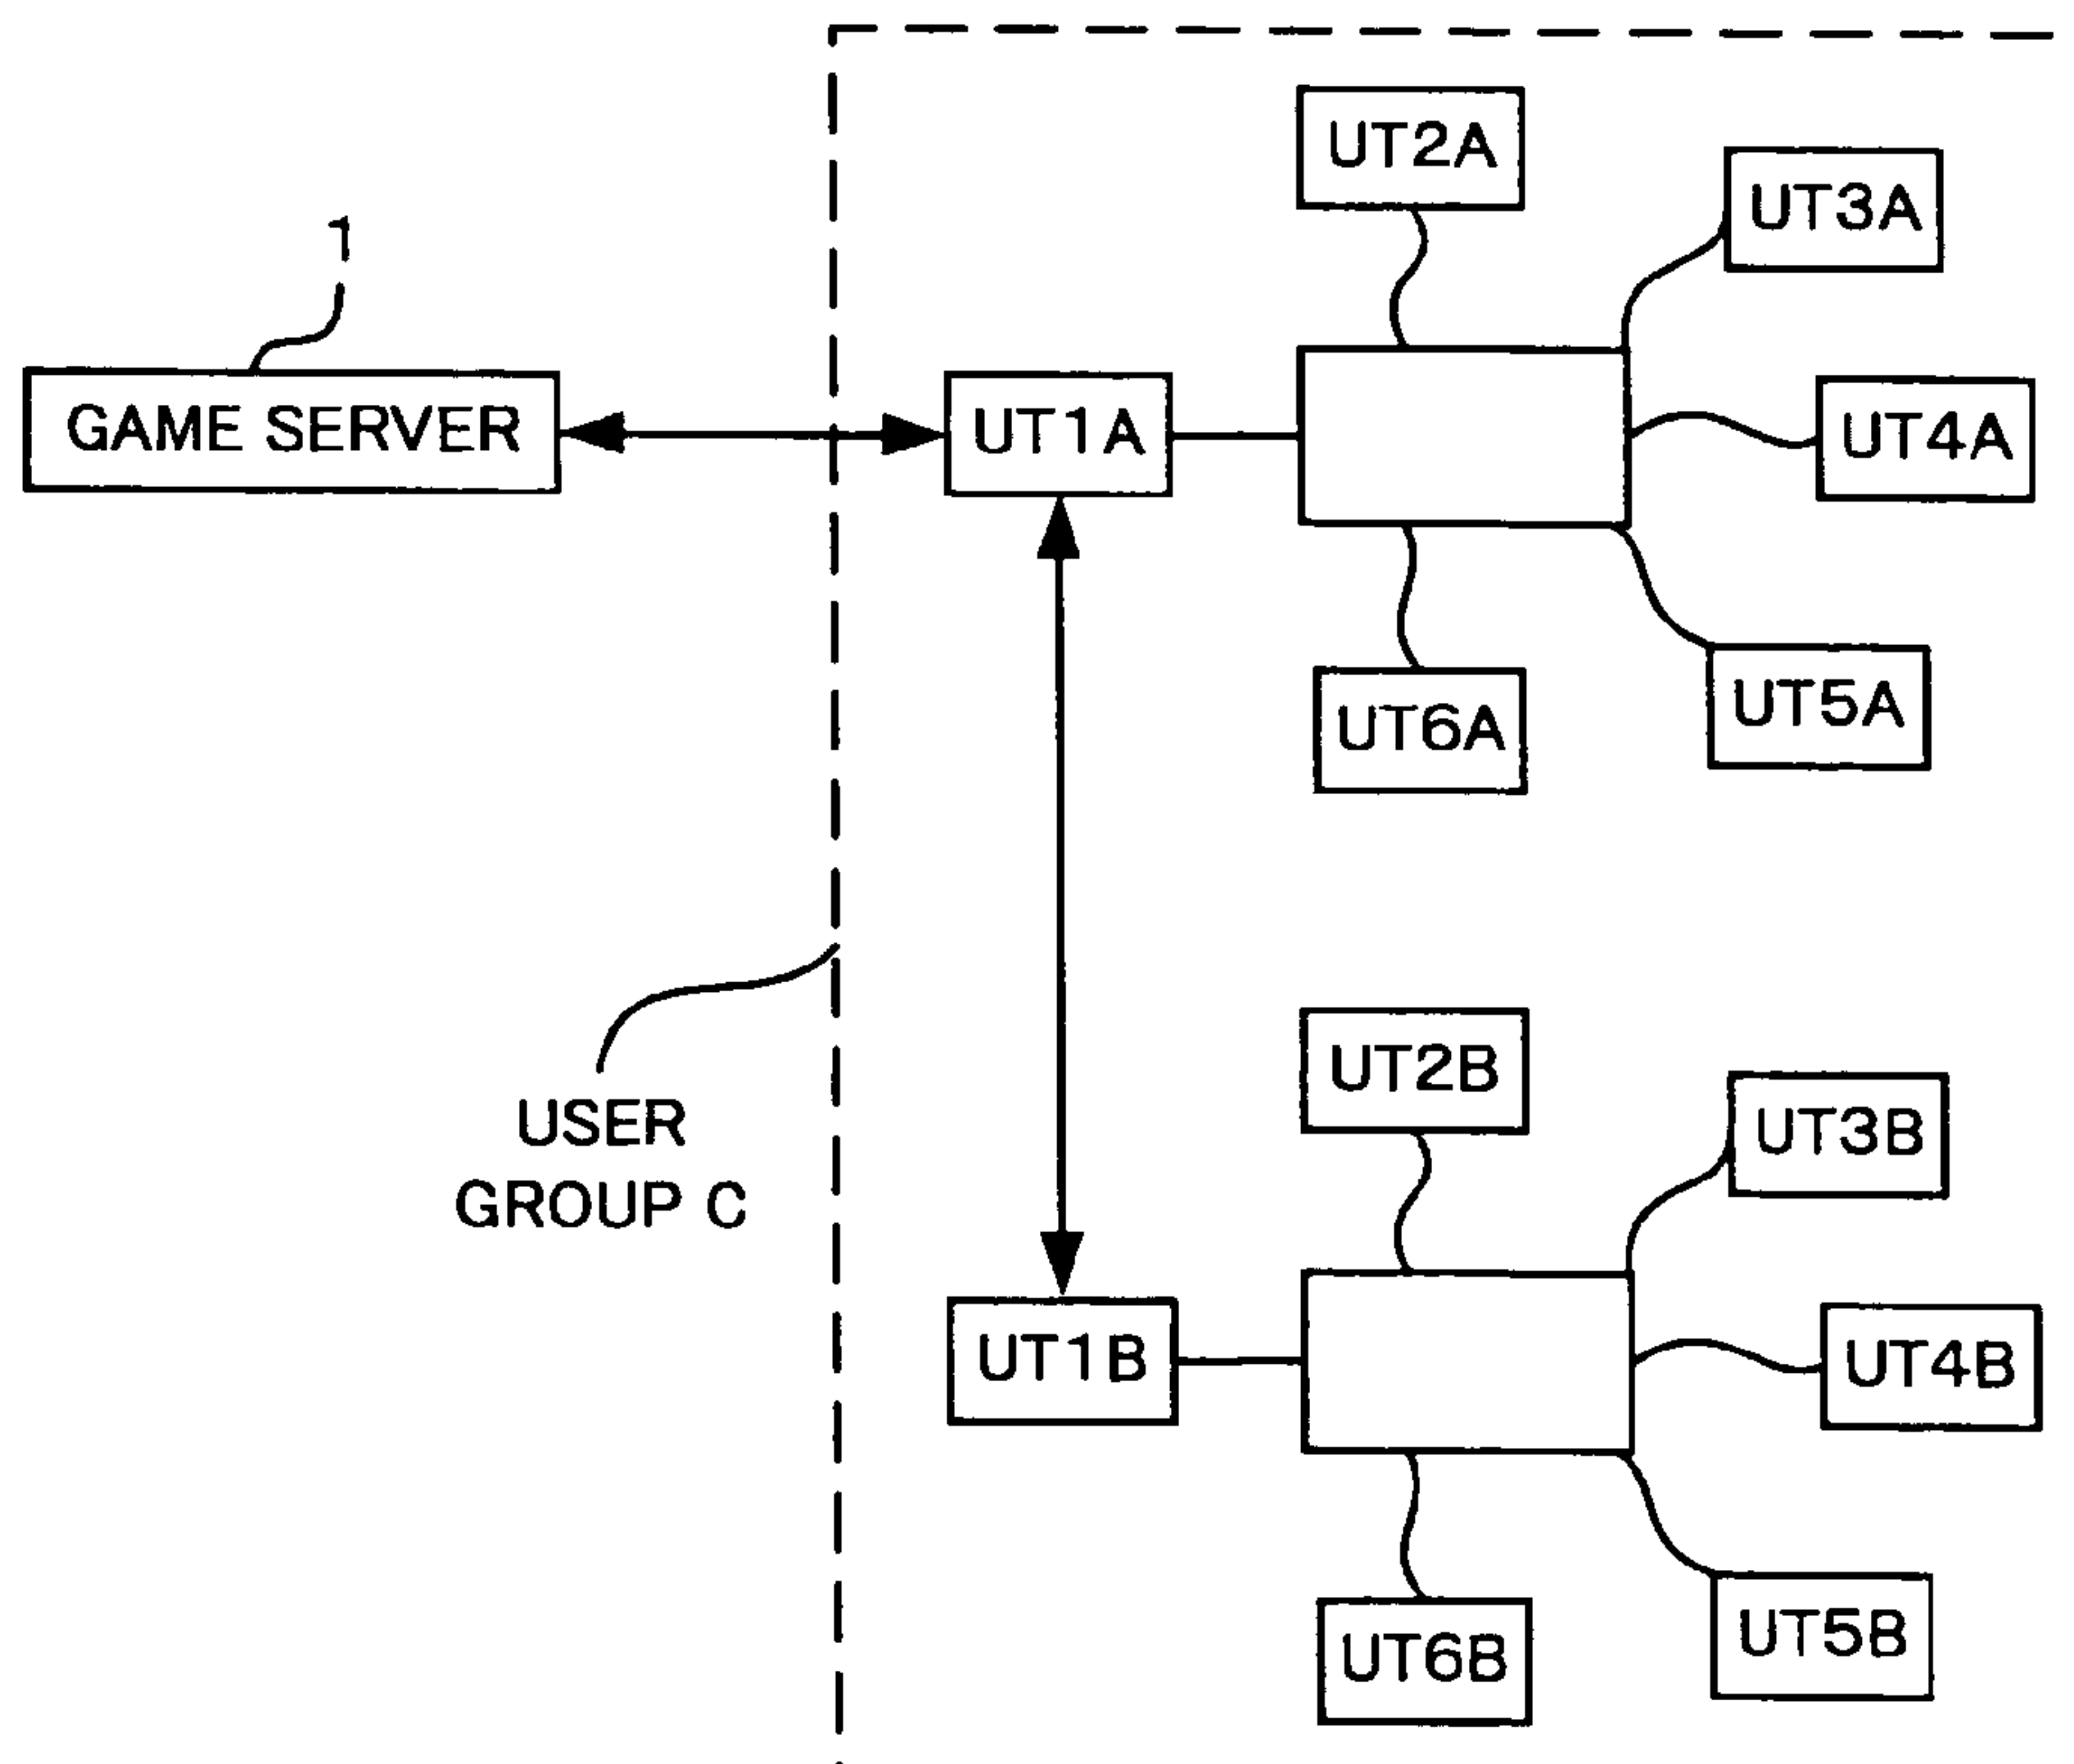 1
GAME SERVER
USER
GROUP C
UT1A
UT2A
UT3A
UT4A
UT5A
UT6A
UT1B
UT2B
UT3B
UT4B
UT5B
UT6B